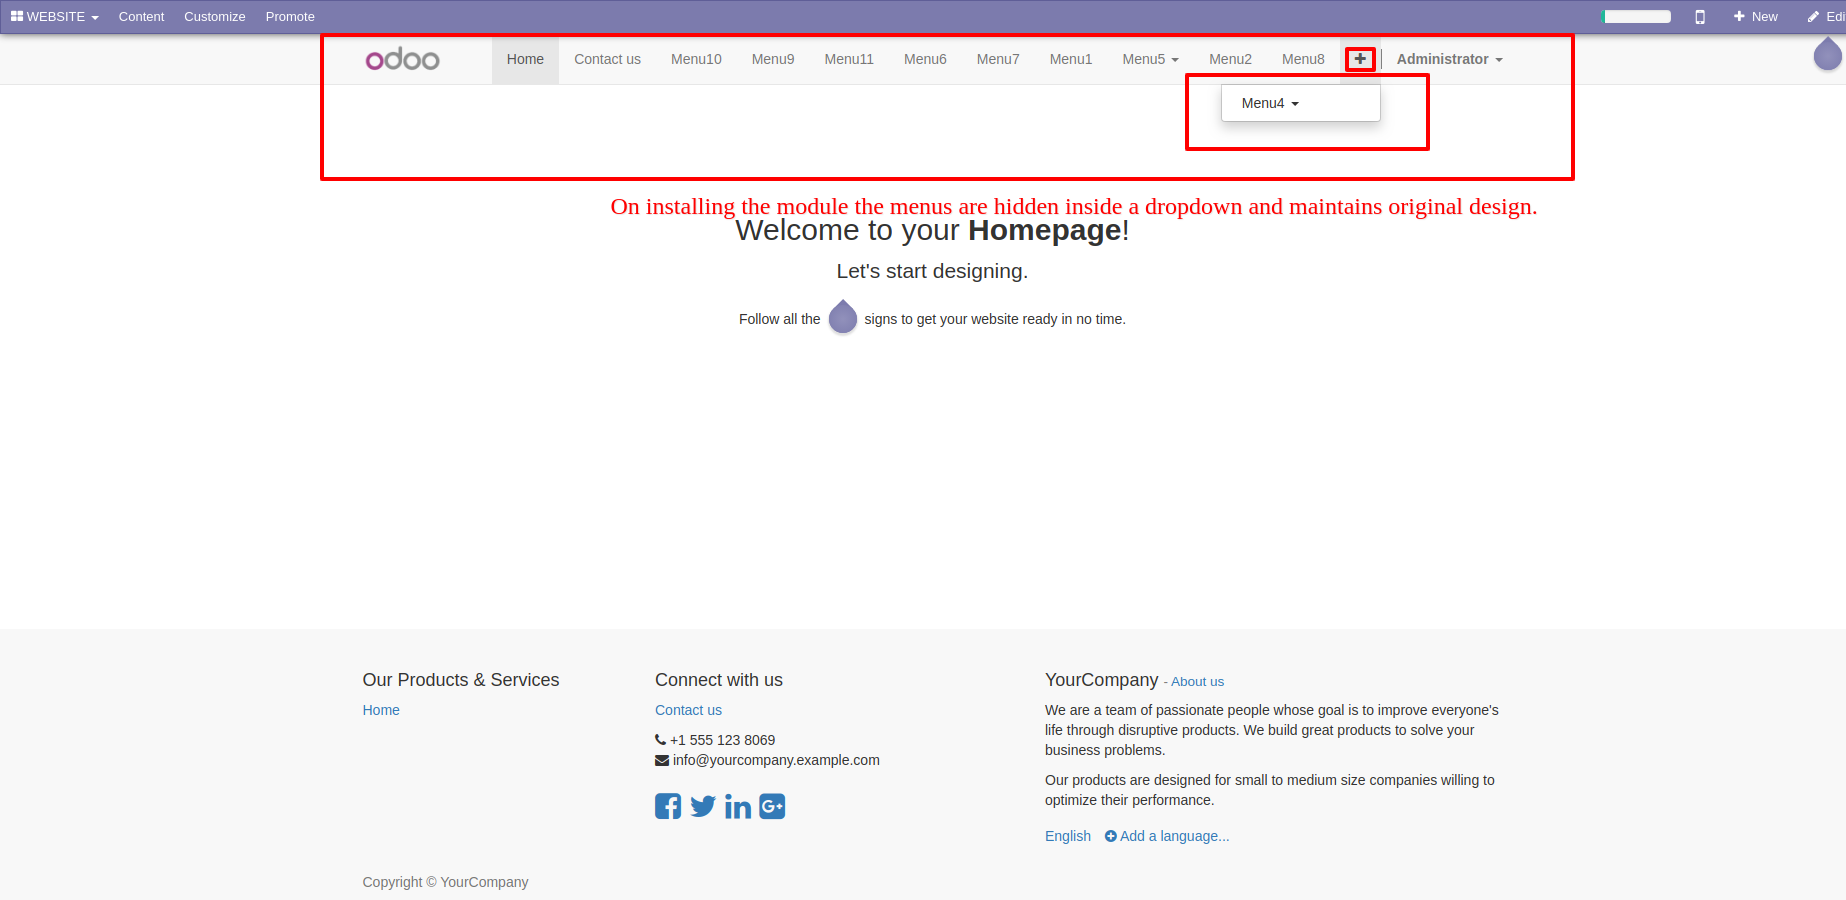 WEBSITE Content Customize Promote New Edi
odoo Home Contact us Menu10 Menu9 Menu11 Menu6 Menu7 Menu1 Menu5 Menu2 Menu8 Administrator
Menu4
On installing the module the menus are hidden inside a dropdown and maintains original design.
Welcome to your Homepage!
Let's start designing.
Follow all the signs to get your website ready in no time.
Our Products & Services
Home
Connect with us
Contact us
+1 555 123 8069
info@yourcompany.example.com
YourCompany - About us
We are a team of passionate people whose goal is to improve everyone's
life through disruptive products. We build great products to solve your
business problems.
Our products are designed for small to medium size companies willing to
optimize their performance.
English Add a language...
Copyright © YourCompany